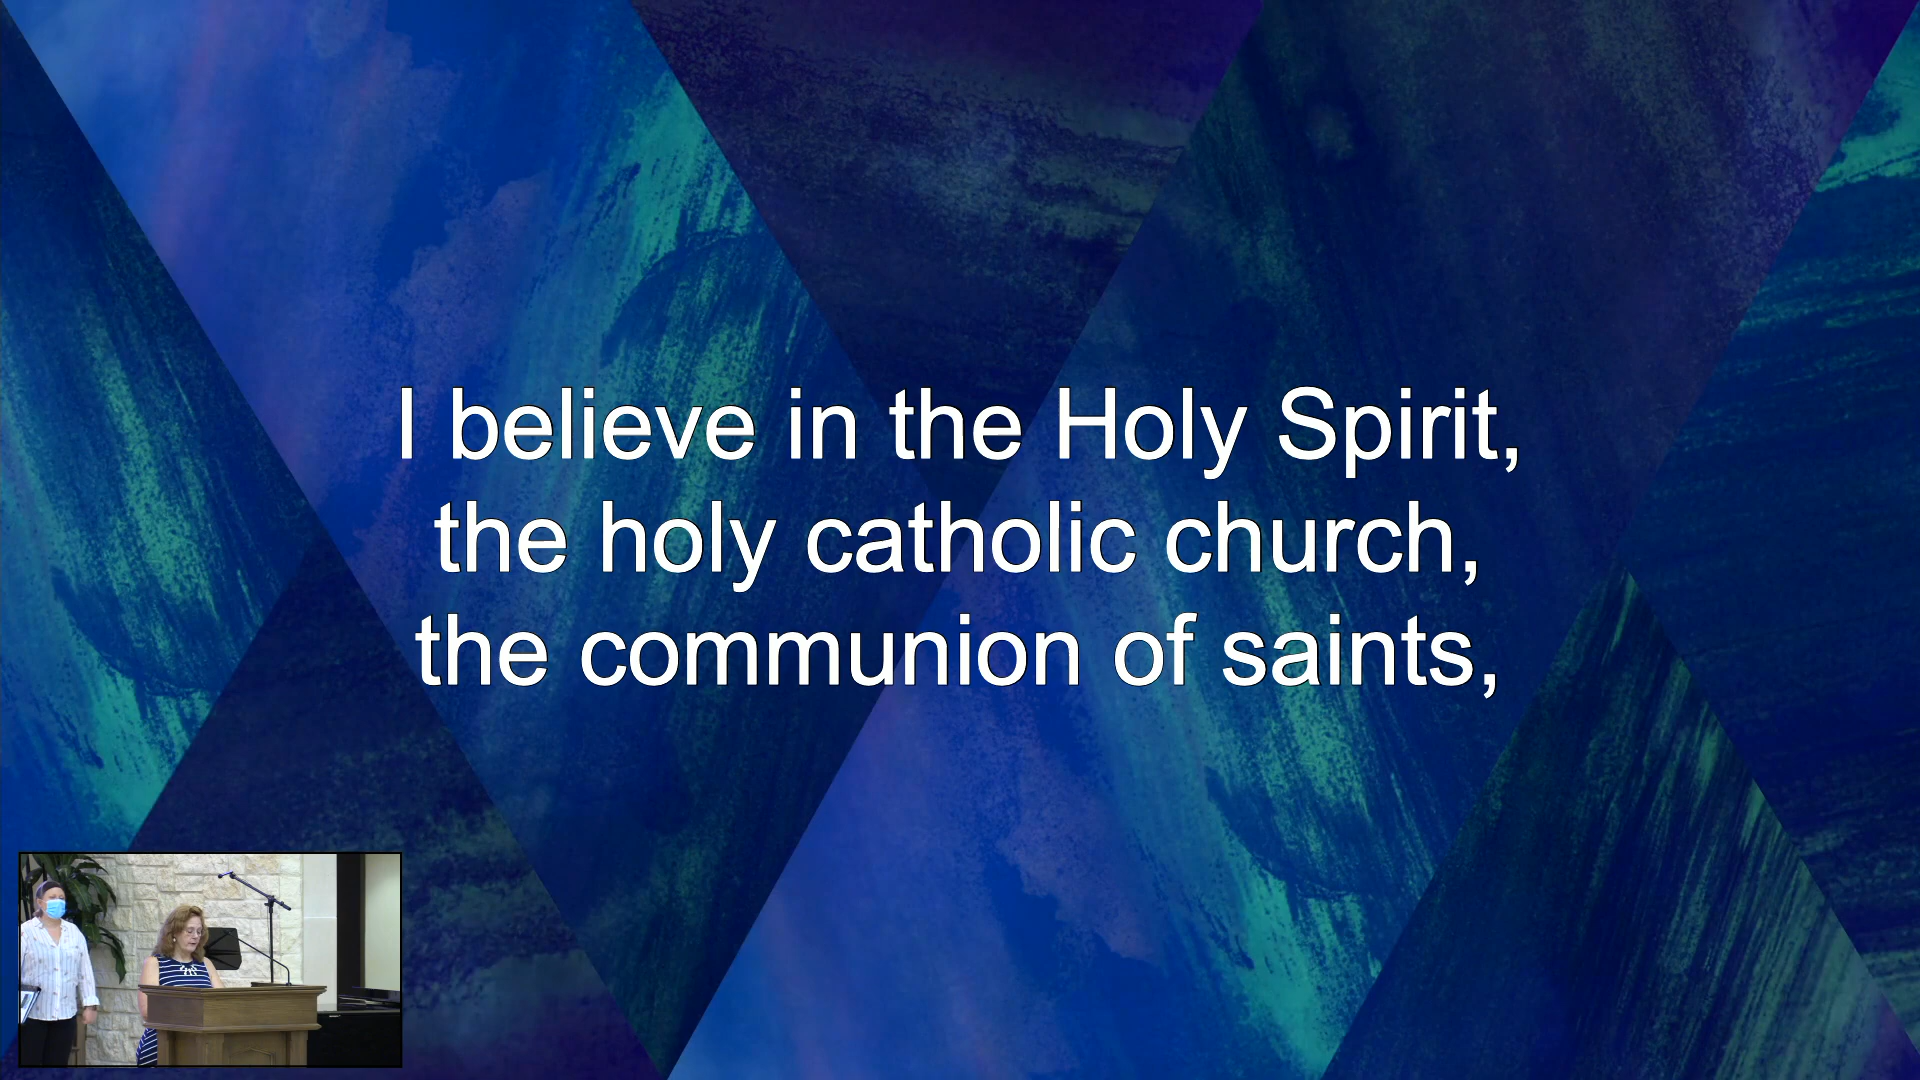 I believe in the Holy Spirit,
the holy catholic church,
the communion of saints,